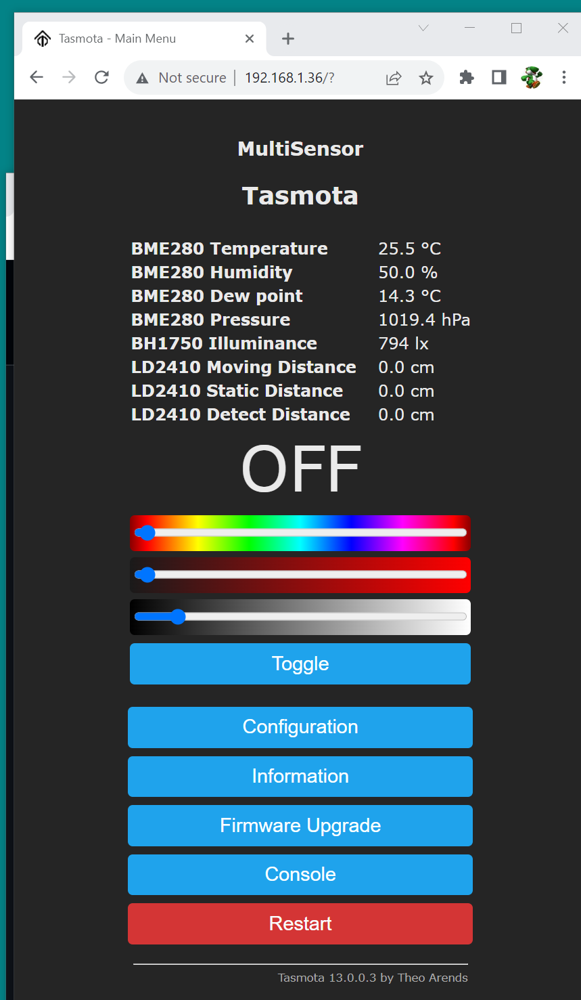 Tasmota - Main Menu
Not secure | 192.168.1.36/?
MultiSensor
Tasmota
BME280 Temperature 25.5 °C
BME280 Humidity 50.0 %
BME280 Dew point 14.3 °C
BME280 Pressure 1019.4 hPa
BH1750 Illuminance 794 lx
LD2410 Moving Distance 0.0 cm
LD2410 Static Distance 0.0 cm
LD2410 Detect Distance 0.0 cm
OFF
Toggle
Configuration
Information
Firmware Upgrade
Console
Restart
Tasmota 13.0.0.3 by Theo Arends